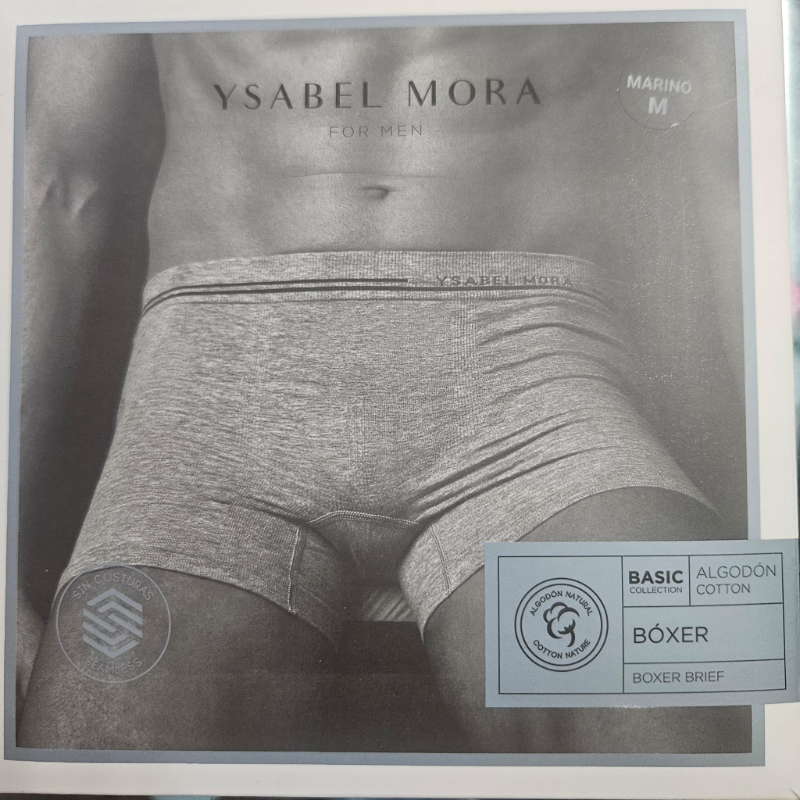 YSABEL MORA
FOR MEN
MARINO
M
YSABEL MORA
SIN COSTURAS
SEAMLESS
ALGODÓN NATURAL
COTTON NATURE
BASIC
COLLECTION
ALGODÓN
COTTON
BÓXER
BOXER BRIEF